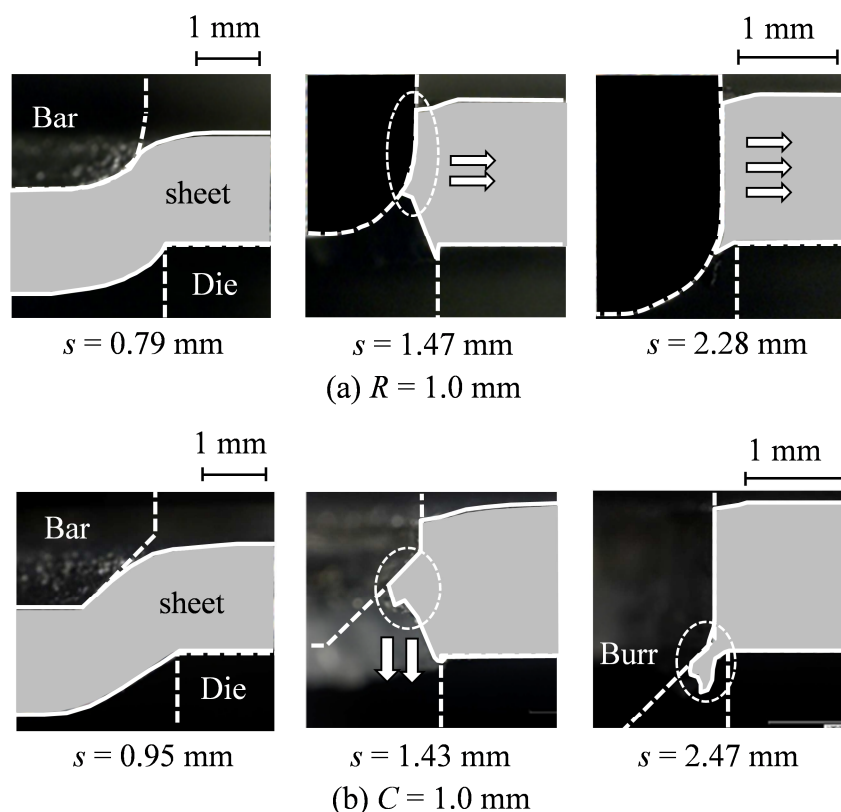 1 mm
1 mm
Bar
sheet
Die
s = 0.79 mm
s = 1.47 mm
s = 2.28 mm
(a) R = 1.0 mm
1 mm
1 mm
Bar
sheet
Die
Burr
s = 0.95 mm
s = 1.43 mm
s = 2.47 mm
(b) C = 1.0 mm